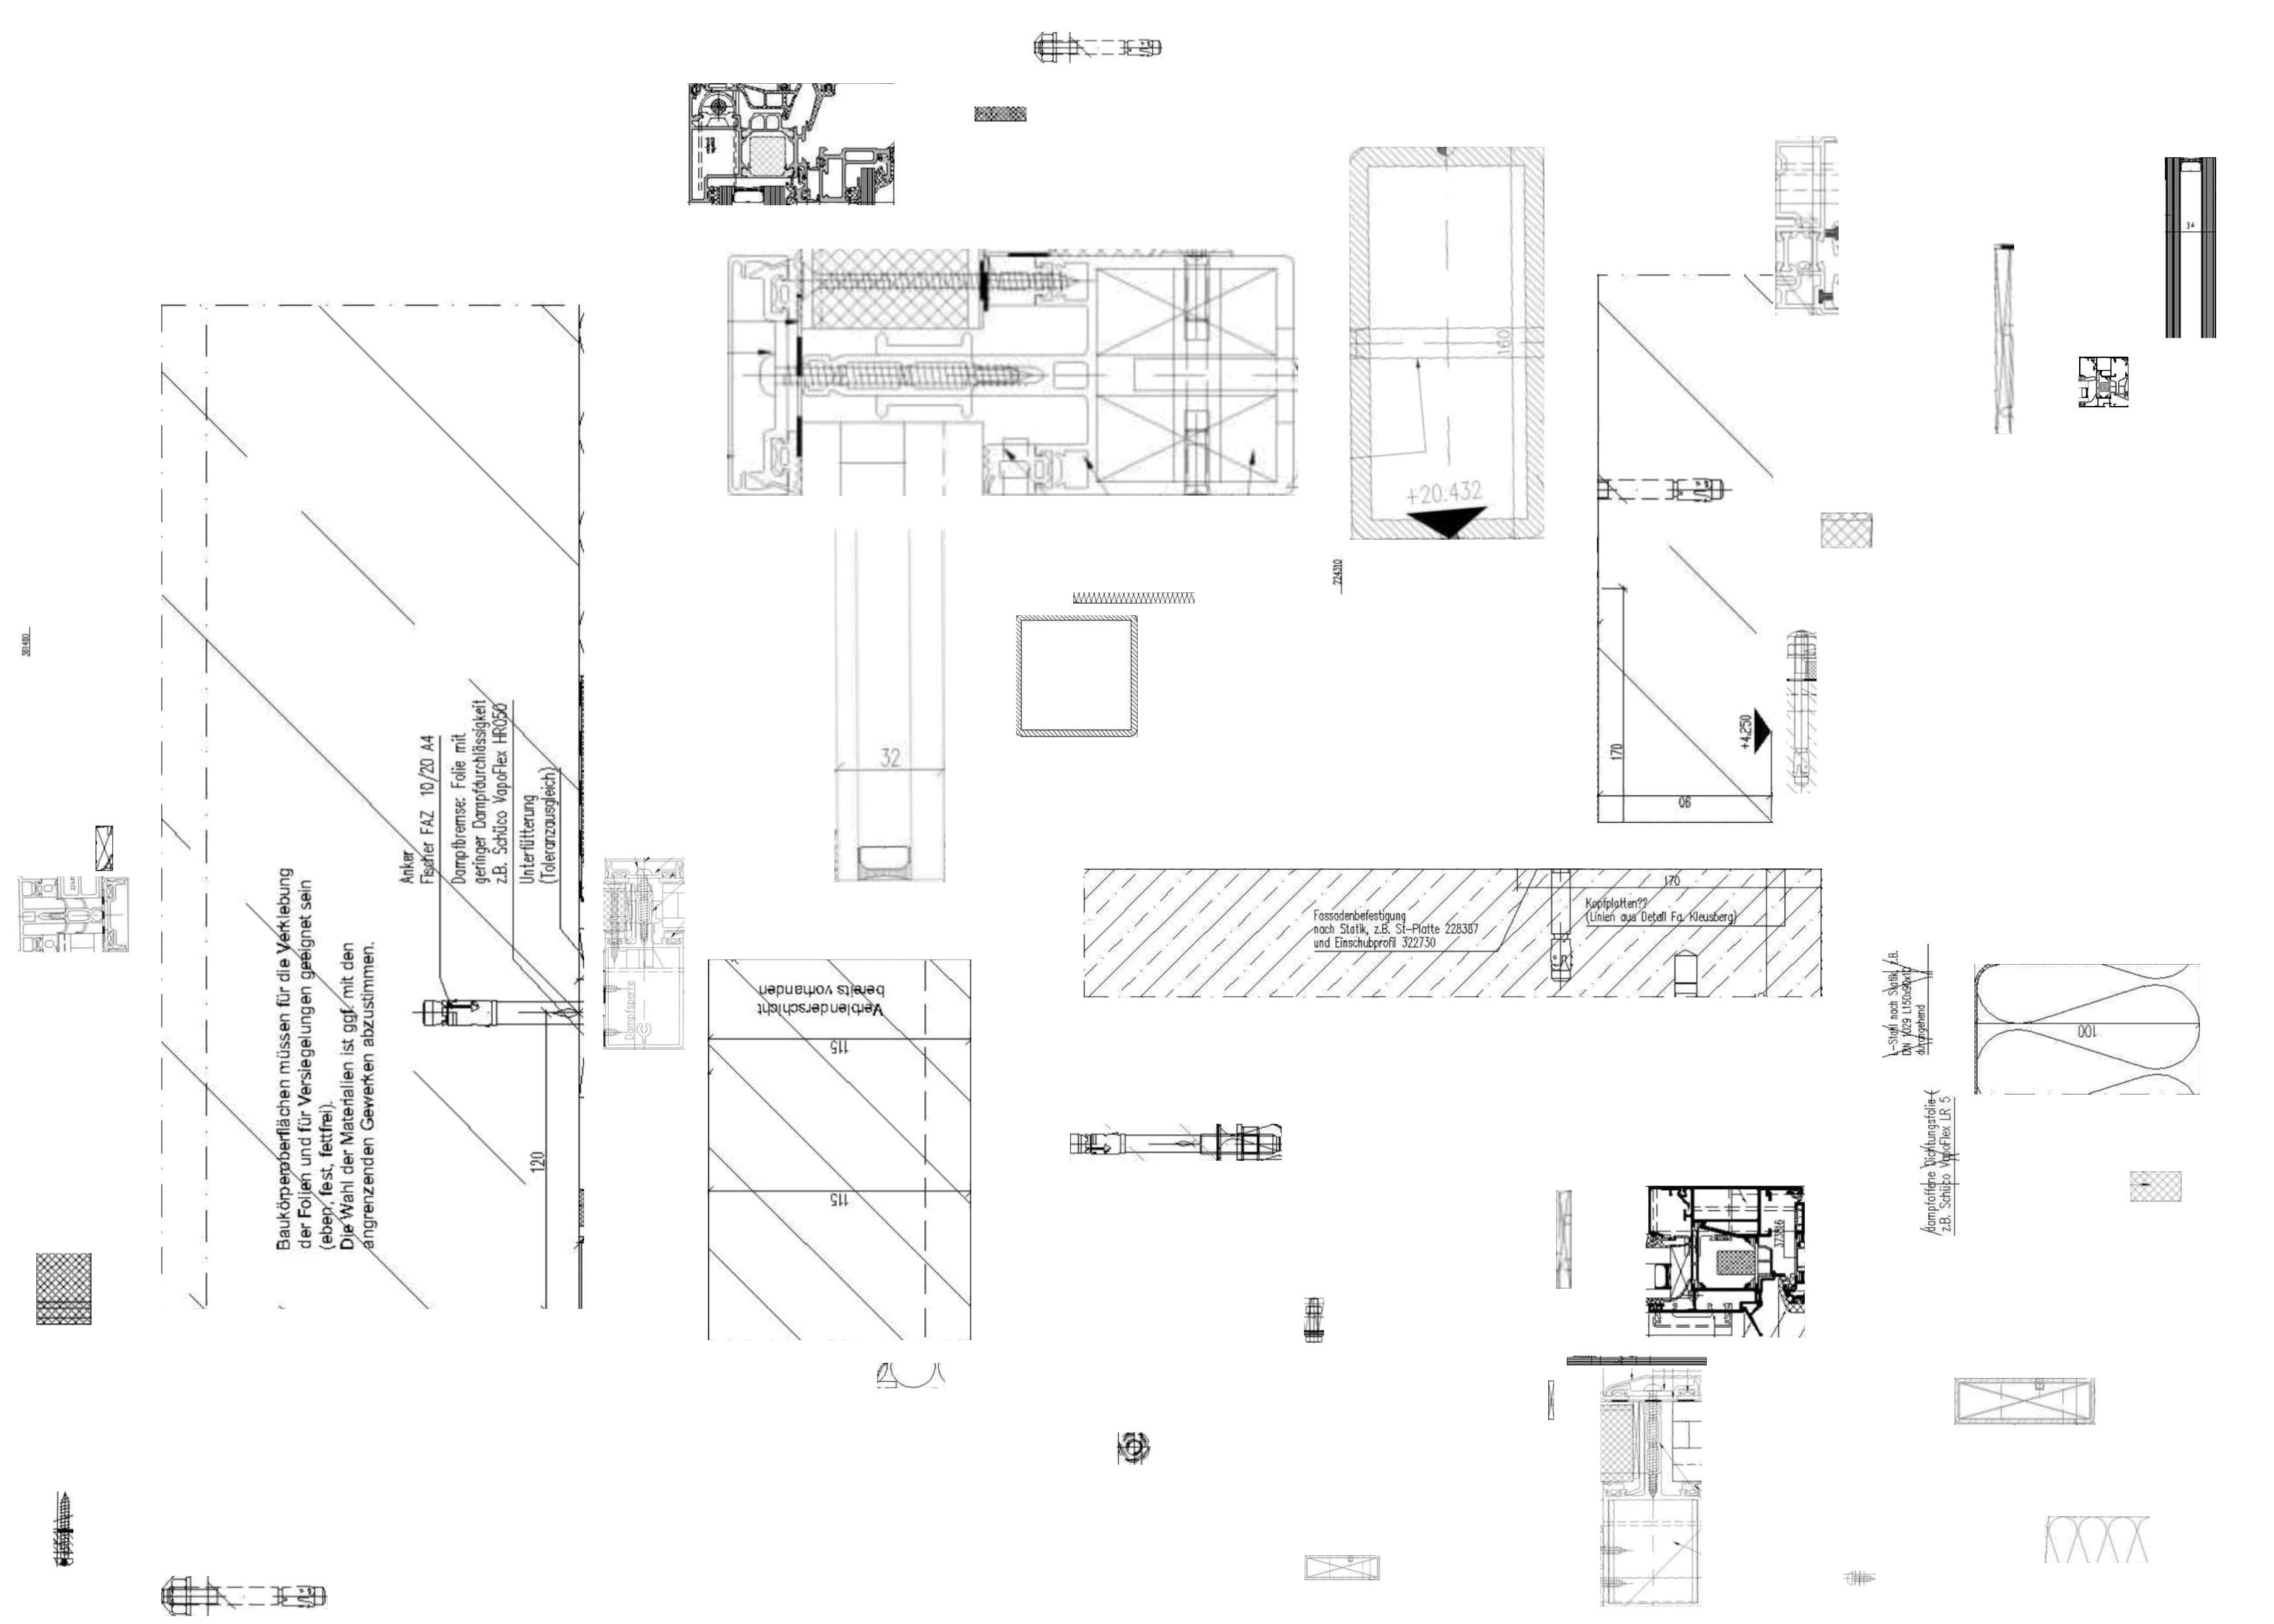 34
160
+20.432
224310
381400
32
Anker
Fischer FAZ 10/20 A4
Dampfbremse: Folie mit
geringer Dampfdurchlässigkeit
z.B. Schüco VapoFlex HR050
Unterfütterung
(Toleranzausgleich)
Baukörperoberflächen müssen für die Verklebung
der Folien und für Versiegelungen geeignet sein
(eben, fest, fettfrei).
Die Wahl der Materialien ist ggf. mit den
angrenzenden Gewerken abzustimmen.
120
170
+4.250
90
170
Fassadenbefestigung
nach Statik, z.B. St-Platte 228387
und Einschubprofil 322730
Kopfplatten??
(Linien aus Detail Fa. Kleusberg)
Verblenderschicht
bereits vorhanden
115
115
L-Stahl nach Statik, z.B.
DIN 1029 L150x90x10
durchgehend
100
dampfoffene Dichtungsfolie
z.B. Schüco VapoFlex LR 5
373816
Dampfsperre